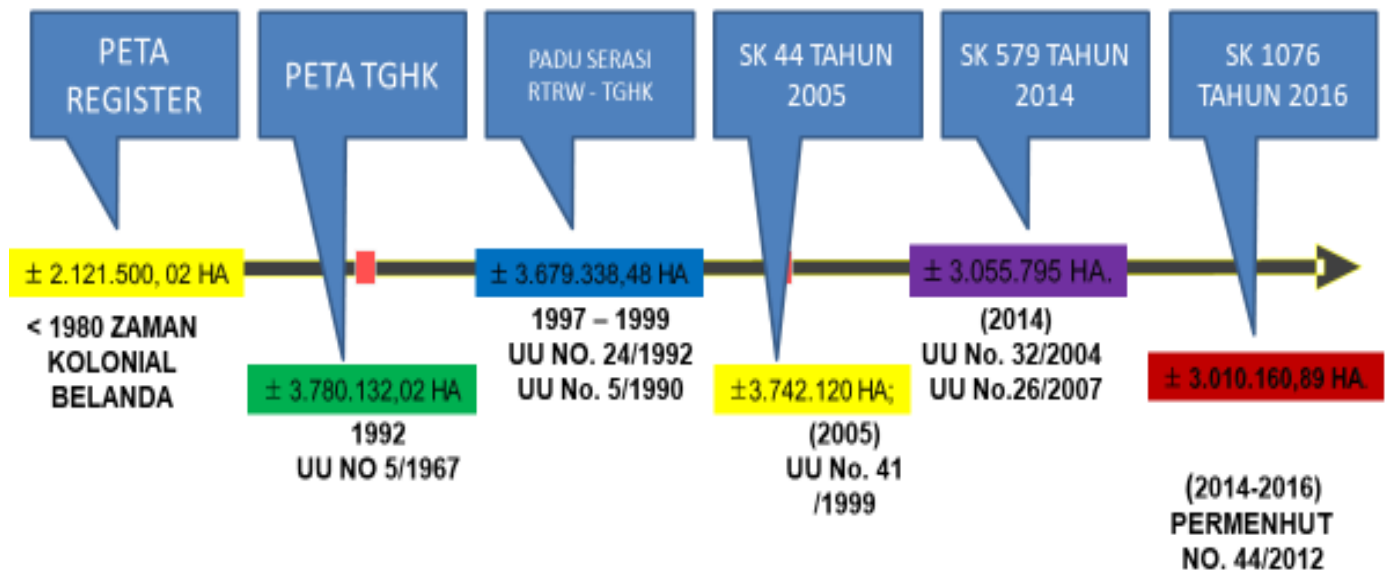 PETA
REGISTER
PETA TGHK
PADU SERASI
RTRW - TGHK
SK 44 TAHUN
2005
SK 579 TAHUN
2014
SK 1076
TAHUN 2016
± 2.121.500, 02 HA
< 1980 ZAMAN
KOLONIAL
BELANDA
± 3.780.132,02 HA
1992
UU NO 5/1967
± 3.679.338,48 HA
1997 – 1999
UU NO. 24/1992
UU No. 5/1990
±3.742.120 HA;
(2005)
UU No. 41
/1999
± 3.055.795 HA.
(2014)
UU No. 32/2004
UU No.26/2007
± 3.010.160,89 HA.
(2014-2016)
PERMENHUT
NO. 44/2012